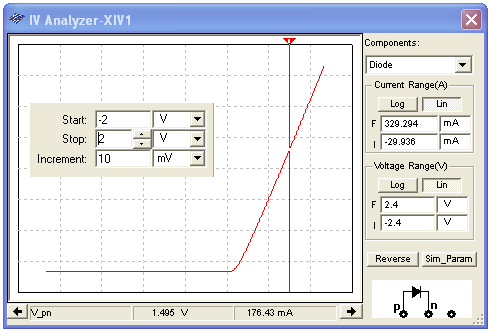 IV Analyzer-XIV1
1
Components:
Diode
Current Range(A)
Log Lin
F 329.294 mA
I -29.936 mA
Voltage Range(V)
Log Lin
F 2.4 V
I -2.4 V
Reverse Sim_Param
p n
Start: -2 V
Stop: 2 V
Increment: 10 mV
V_pn 1.495 V 176.43 mA